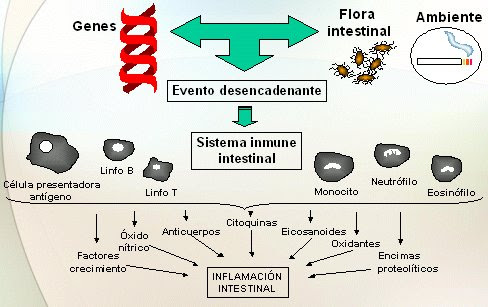 Genes
Flora
intestinal
Ambiente
Evento desencadenante
Sistema inmune
intestinal
Célula presentadora
antígeno
Linfo B
Linfo T
Monocito
Neutrófilo
Eosinófilo
Factores
crecimiento
Óxido
nítrico
Anticuerpos
Citoquinas
Eicosanoides
Oxidantes
Encimas
proteolíticos
INFLAMACIÓN
INTESTINAL